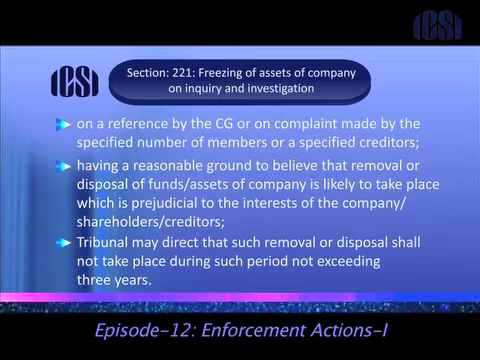 ICSI
ICSI
Section: 221: Freezing of assets of company
on inquiry and investigation
on a reference by the CG or on complaint made by the
specified number of members or a specified creditors;
having a reasonable ground to believe that removal or
disposal of funds/assets of company is likely to take place
which is prejudicial to the interests of the company/
shareholders/creditors;
Tribunal may direct that such removal or disposal shall
not take place during such period not exceeding
three years.
Episode-12: Enforcement Actions-I